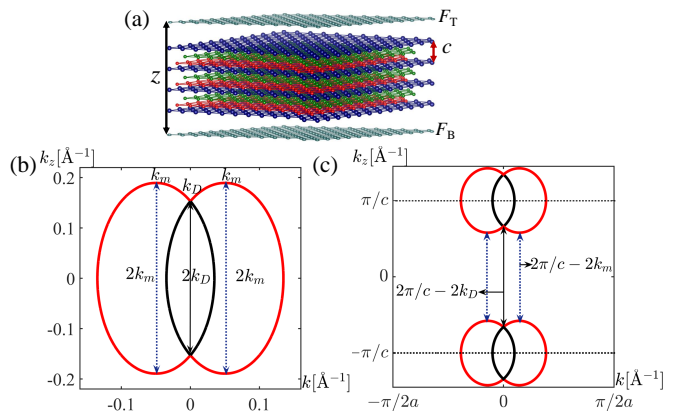 (a)
F_T
c
z
F_B
(b)
k_z[Å⁻¹]
k_m
k_D
k_m
0.2
0.1
0
-0.1
-0.2
2k_m
2k_D
2k_m
-0.1
0
0.1
k[Å⁻¹]
(c)
k_z[Å⁻¹]
π/c
0
−π/c
2π/c − 2k_m
2π/c − 2k_D
−π/2a
0
π/2a
k[Å⁻¹]